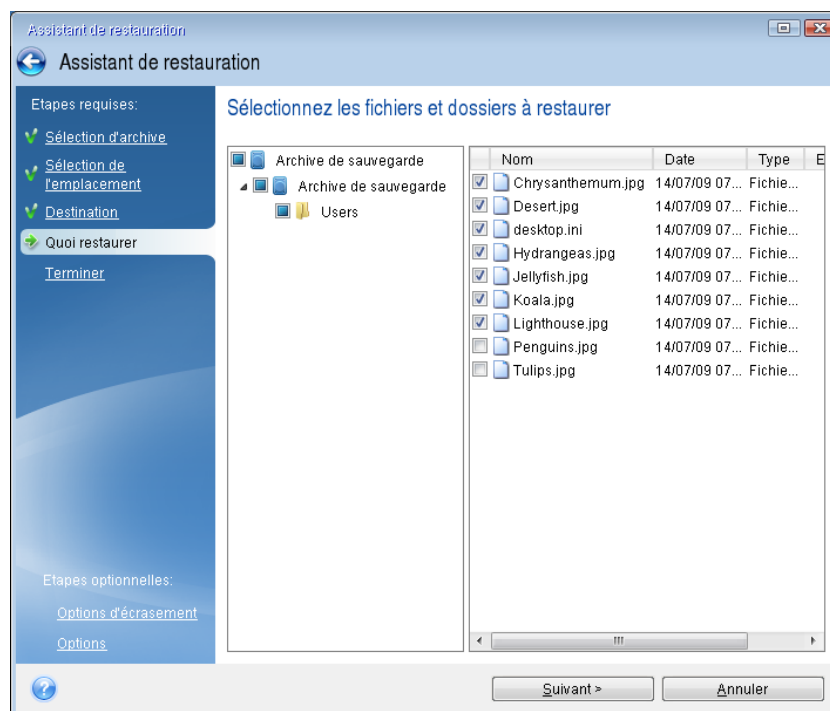 Assistant de restauration
Assistant de restauration
Etapes requises:
Sélection d'archive
Sélection de
l'emplacement
Destination
Quoi restaurer
Terminer
Etapes optionnelles:
Options d'écrasement
Options
Sélectionnez les fichiers et dossiers à restaurer
Archive de sauvegarde
Archive de sauvegarde
Users
Nom Date Type E
Chrysanthemum.jpg 14/07/09 07... Fichie...
Desert.jpg 14/07/09 07... Fichie...
desktop.ini 14/07/09 07... Fichie...
Hydrangeas.jpg 14/07/09 07... Fichie...
Jellyfish.jpg 14/07/09 07... Fichie...
Koala.jpg 14/07/09 07... Fichie...
Lighthouse.jpg 14/07/09 07... Fichie...
Penguins.jpg 14/07/09 07... Fichie...
Tulips.jpg 14/07/09 07... Fichie...
Suivant > Annuler